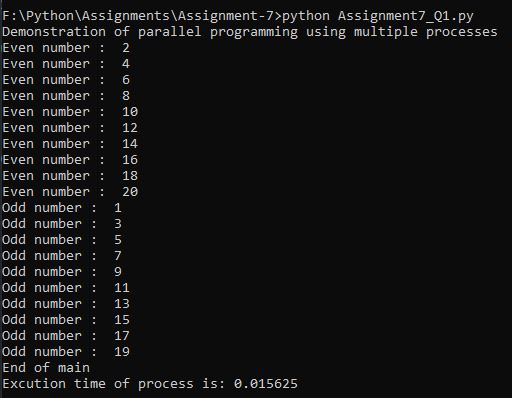 F:\Python\Assignments\Assignment-7>python Assignment7_Q1.py
Demonstration of parallel programming using multiple processes
Even number :  2
Even number :  4
Even number :  6
Even number :  8
Even number :  10
Even number :  12
Even number :  14
Even number :  16
Even number :  18
Even number :  20
Odd number :  1
Odd number :  3
Odd number :  5
Odd number :  7
Odd number :  9
Odd number :  11
Odd number :  13
Odd number :  15
Odd number :  17
Odd number :  19
End of main
Excution time of process is: 0.015625